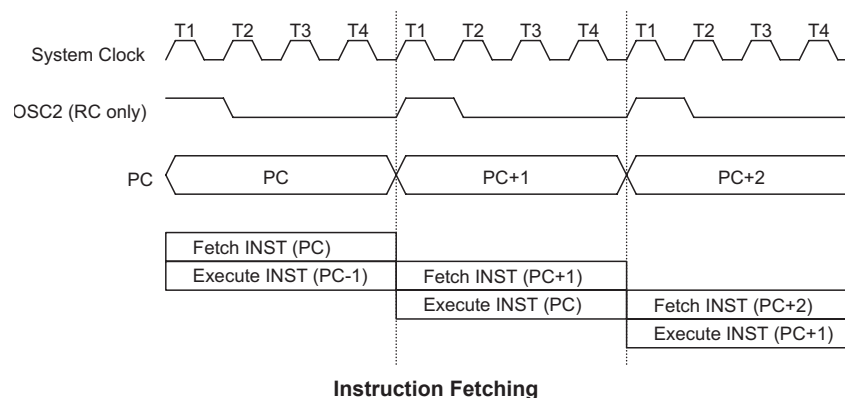 T1 T2 T3 T4 T1 T2 T3 T4 T1 T2 T3 T4
System Clock
OSC2 (RC only)
PC PC PC+1 PC+2
Fetch INST (PC)
Execute INST (PC-1) Fetch INST (PC+1)
Execute INST (PC) Fetch INST (PC+2)
Execute INST (PC+1)
Instruction Fetching